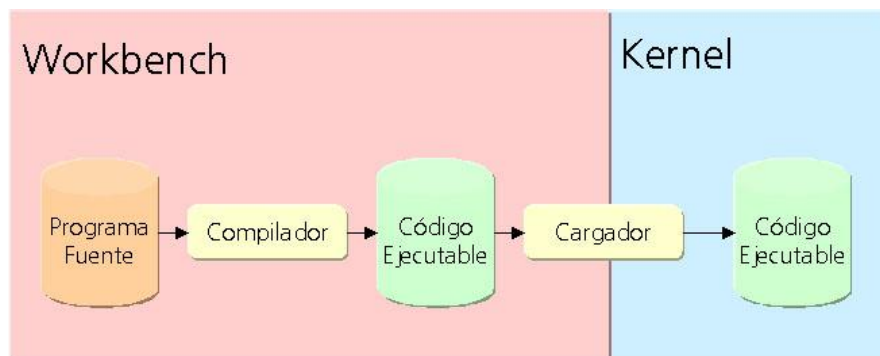 Workbench
Kernel
Programa
Fuente
Compilador
Código
Ejecutable
Cargador
Código
Ejecutable